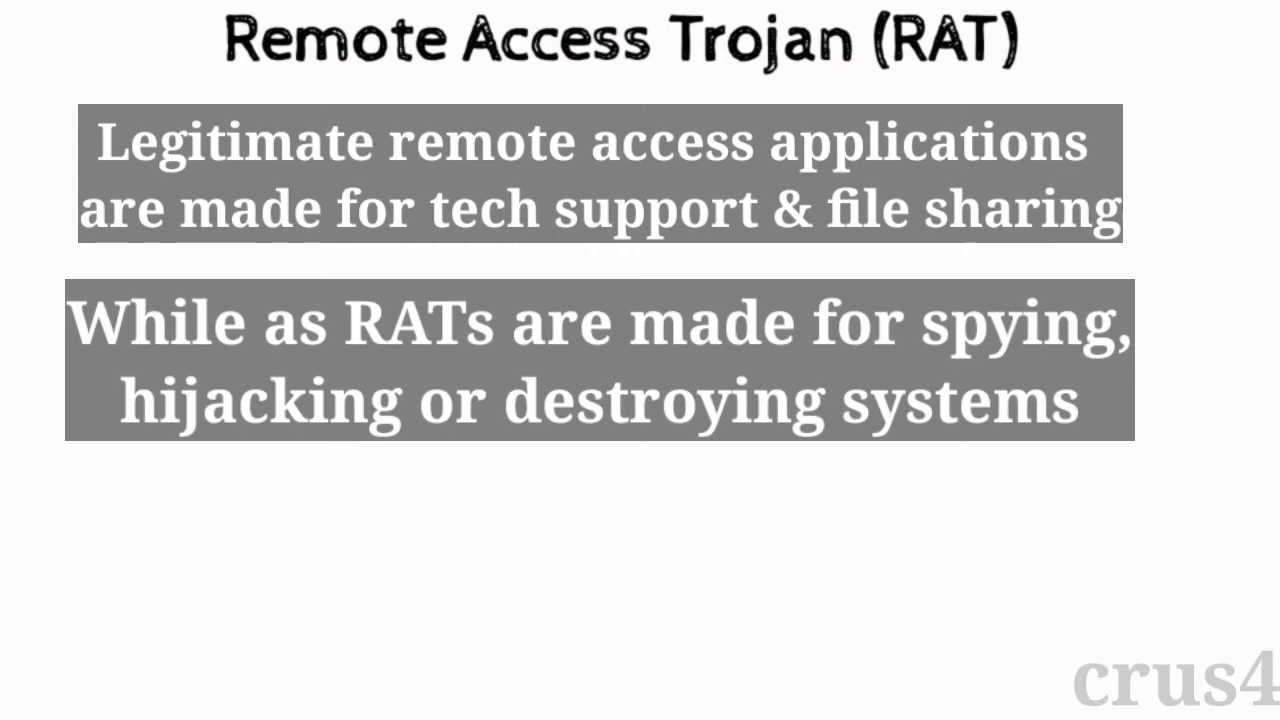 Remote Access Trojan (RAT)
Legitimate remote access applications
are made for tech support & file sharing
While as RATs are made for spying,
hijacking or destroying systems
crus4